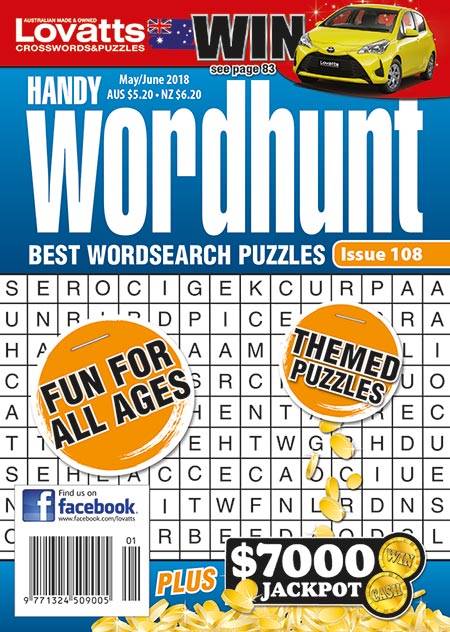 AUSTRALIAN MADE & OWNED
Lovatts
CROSSWORDS&PUZZLES
WIN
see page 83
Lovatts
May/June 2018
AUS $5.20 • NZ $6.20
HANDY
Wordhunt
BEST WORDSEARCH PUZZLES
Issue 108
S E R O C I G E K C U R P A A
FUN FOR
ALL AGES
THEMED
PUZZLES
Find us on
facebook®
www.facebook.com/lovatts
01
9 771324 509005
PLUS
$7000
JACKPOT
WIN
CASH